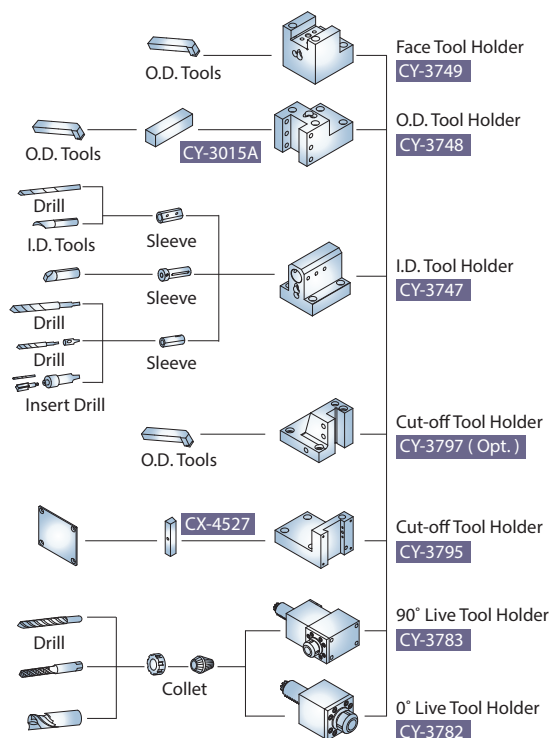 Face Tool Holder
CY-3749
O.D. Tools
O.D. Tool Holder
CY-3748
O.D. Tools
CY-3015A
Drill
I.D. Tools
Sleeve
I.D. Tool Holder
CY-3747
Sleeve
Drill
Drill
Sleeve
Insert Drill
Cut-off Tool Holder
CY-3797 ( Opt. )
O.D. Tools
CX-4527
Cut-off Tool Holder
CY-3795
90˚ Live Tool Holder
CY-3783
Drill
Collet
0˚ Live Tool Holder
CY-3782